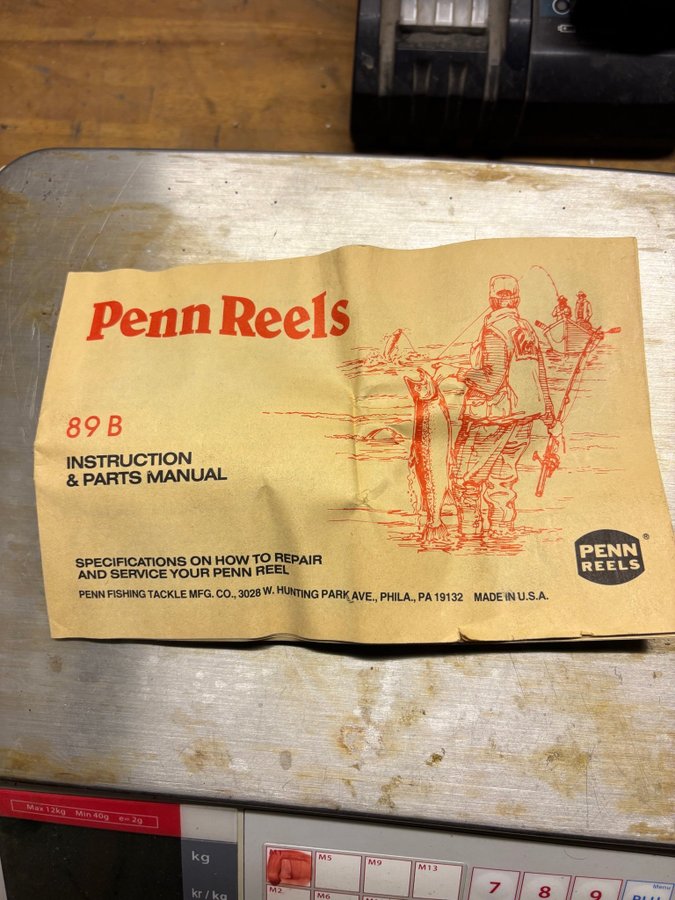 Penn Reels
89 B
INSTRUCTION
& PARTS MANUAL
SPECIFICATIONS ON HOW TO REPAIR
AND SERVICE YOUR PENN REEL
PENN FISHING TACKLE MFG. CO., 3028 W. HUNTING PARK AVE., PHILA., PA 19132 MADE IN U.S.A.
PENN ®
REELS
Max 12kg Min 40g e= 2g
kg
kr/kg
M5 M9 M13
M2 M6
7 8 9
Menu